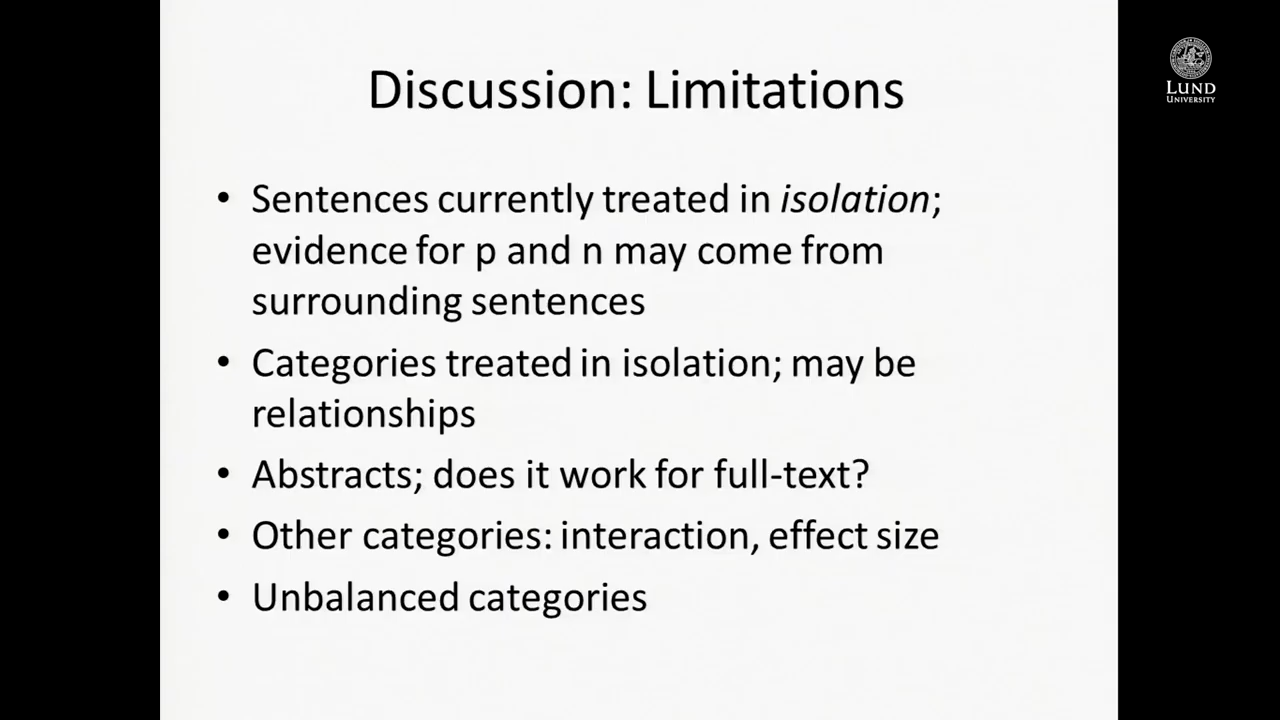 Discussion: Limitations
LUND
UNIVERSITY
• Sentences currently treated in isolation;
evidence for p and n may come from
surrounding sentences
• Categories treated in isolation; may be
relationships
• Abstracts; does it work for full-text?
• Other categories: interaction, effect size
• Unbalanced categories